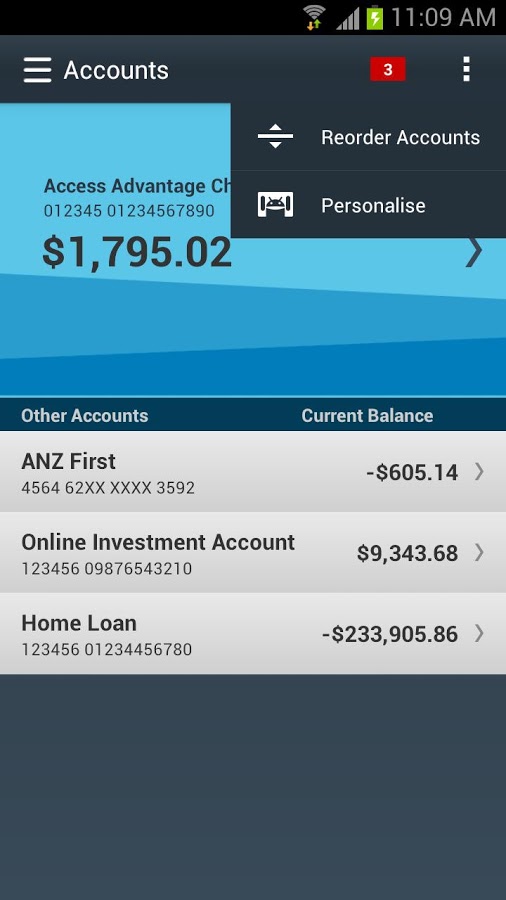 11:09 AM
Accounts
3
Reorder Accounts
Personalise
Access Advantage Ch
012345 01234567890
$1,795.02
Other Accounts Current Balance
ANZ First
4564 62XX XXXX 3592
-$605.14
Online Investment Account
123456 09876543210
$9,343.68
Home Loan
123456 01234456780
-$233,905.86